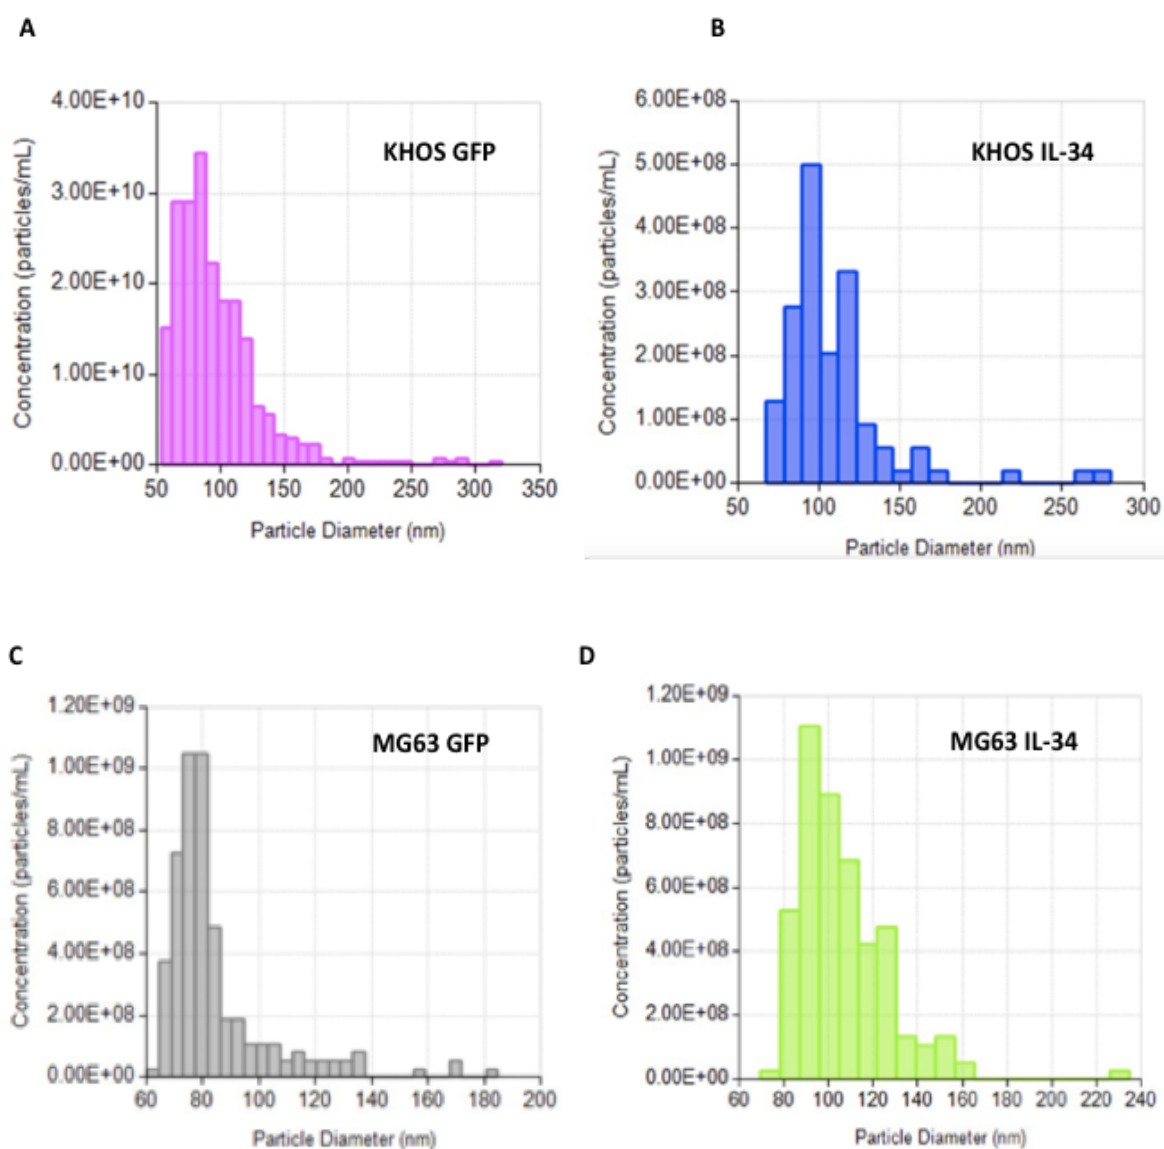 A
B
4.00E+10
3.00E+10
2.00E+10
1.00E+10
0.00E+00
50 100 150 200 250 300 350
Concentration (particles/mL)
Particle Diameter (nm)
KHOS GFP
6.00E+08
5.00E+08
4.00E+08
3.00E+08
2.00E+08
1.00E+08
0.00E+00
50 100 150 200 250 300
Concentration (particles/mL)
Particle Diameter (nm)
KHOS IL-34
C
D
1.20E+09
1.00E+09
8.00E+08
6.00E+08
4.00E+08
2.00E+08
0.00E+00
60 80 100 120 140 160 180 200
Concentration (particles/mL)
Particle Diameter (nm)
MG63 GFP
1.20E+09
1.00E+09
8.00E+08
6.00E+08
4.00E+08
2.00E+08
0.00E+00
60 80 100 120 140 160 180 200 220 240
Concentration (particles/mL)
Particle Diameter (nm)
MG63 IL-34